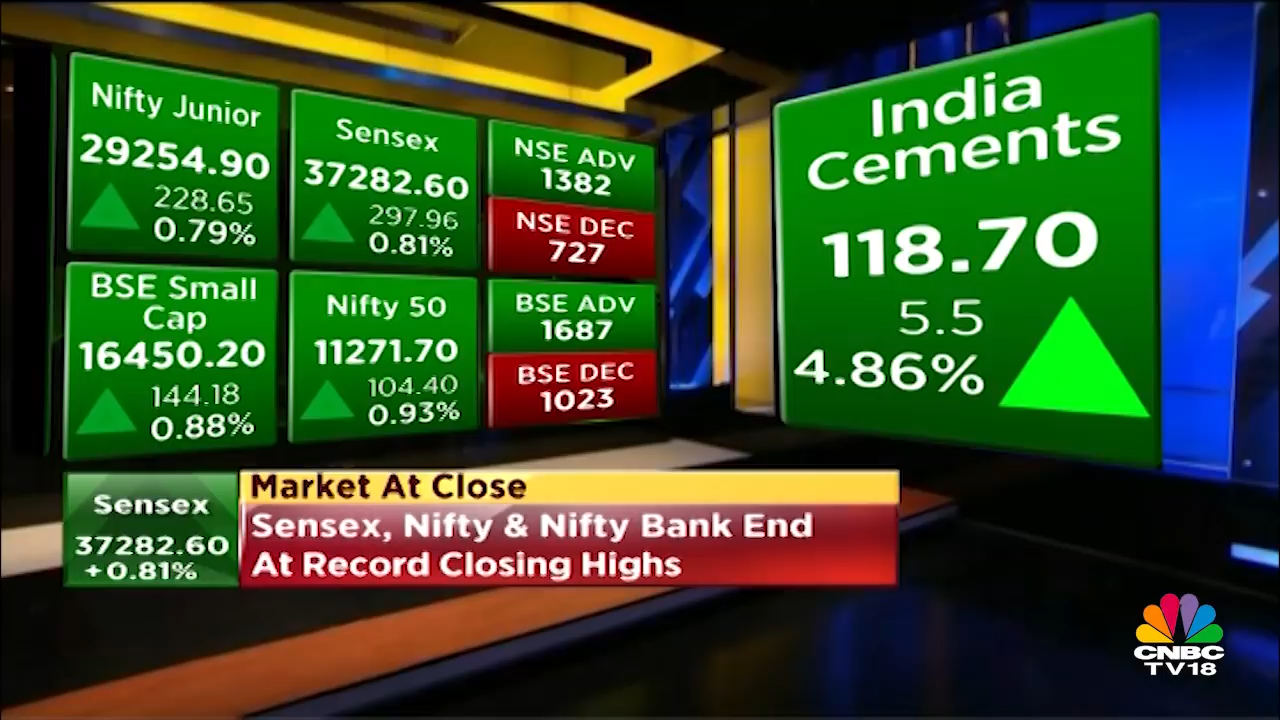 Nifty Junior
29254.90
228.65
0.79%
Sensex
37282.60
297.96
0.81%
NSE ADV
1382
NSE DEC
727
BSE Small
Cap
16450.20
144.18
0.88%
Nifty 50
11271.70
104.40
0.93%
BSE ADV
1687
BSE DEC
1023
India
Cements
118.70
5.5
4.86%
Sensex
37282.60
+0.81%
Market At Close
Sensex, Nifty & Nifty Bank End
At Record Closing Highs
CNBC
TV18